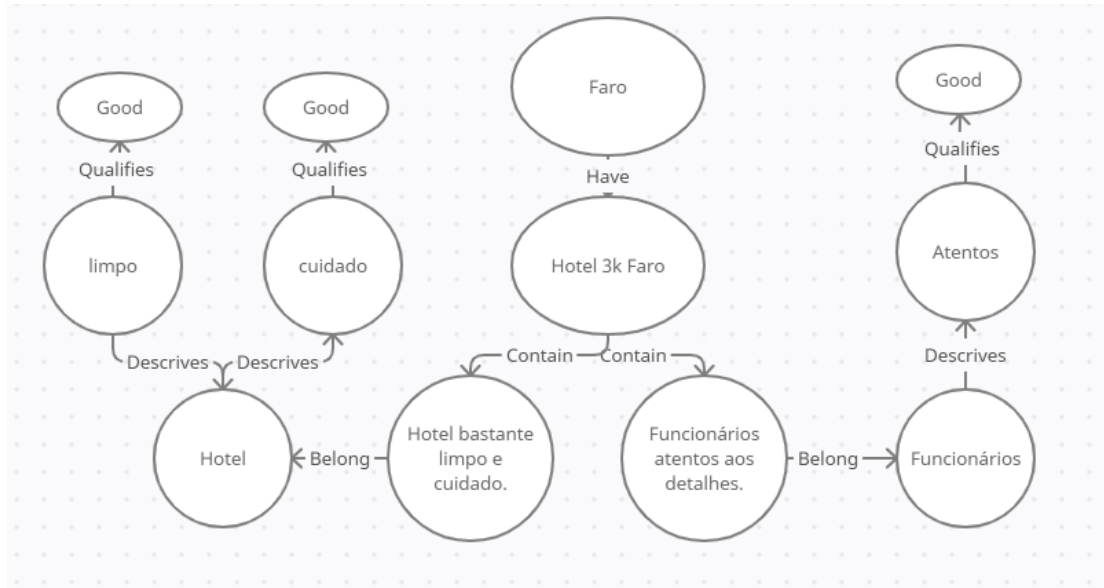 Faro
Good
Good
Good
Qualifies
Qualifies
Have
Qualifies
limpo
cuidado
Hotel 3k Faro
Atentos
Descrives
Descrives
Contain
Contain
Descrives
Hotel
Belong
Hotel bastante
limpo e
cuidado.
Funcionários
atentos aos
detalhes.
Belong
Funcionários